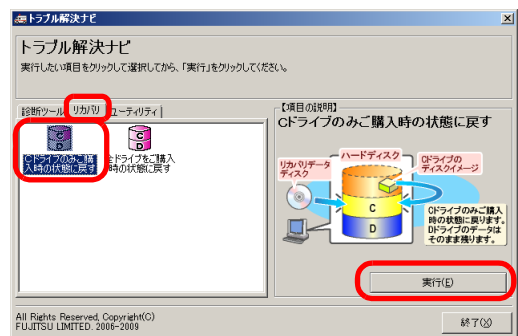 トラブル解決ナビ
トラブル解決ナビ
実行したい項目をクリックして選択してから、「実行」をクリックしてください。
診断ツール
リカバリ
ユーティリティ
C
D
C
D
Cドライブのみご購
入時の状態に戻す
全ドライブをご購入
時の状態に戻す
【項目の説明】
Cドライブのみご購入時の状態に戻す
リカバリデータ
ディスク
ハードディスク
Cドライブの
ディスクイメージ
C
D
Cドライブのみご購入
時の状態に戻ります。
Dドライブのデータは
そのまま残ります。
実行(E)
All Rights Reserved, Copyright(C)
FUJITSU LIMITED. 2006-2009
終了(X)